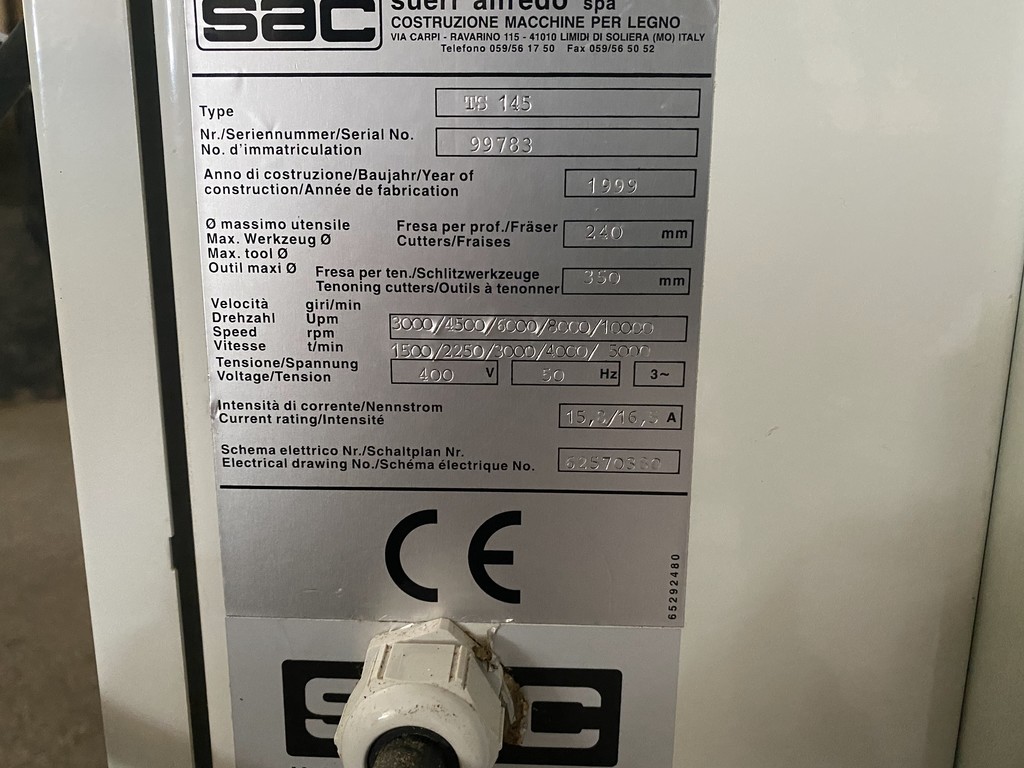 sac
sueri alfredo spa
COSTRUZIONE MACCHINE PER LEGNO
VIA CARPI - RAVARINO 115 - 41010 LIMIDI DI SOLIERA (MO) ITALY
Telefono 059/56 17 50 Fax 059/56 50 52
Type TS 145
Nr./Seriennummer/Serial No.
No. d'immatriculation 99783
Anno di costruzione/Baujahr/Year of
construction/Année de fabrication 1999
Ø massimo utensile
Max. Werkzeug Ø
Max. tool Ø
Outil maxi Ø
Fresa per prof./Fräser
Cutters/Fraises 240 mm
Fresa per ten./Schlitzwerkzeuge
Tenoning cutters/Outils à tenonner 350 mm
Velocità giri/min
Drehzahl Upm
Speed rpm
Vitesse t/min
3000/4500/6000/8000/10000
1500/2250/3000/4000/ 5000
Tensione/Spannung
Voltage/Tension 400 V 50 Hz 3~
Intensità di corrente/Nennstrom
Current rating/Intensité A
Schema elettrico Nr./Schaltplan Nr.
Electrical drawing No./Schéma électrique No.
CE
65292480